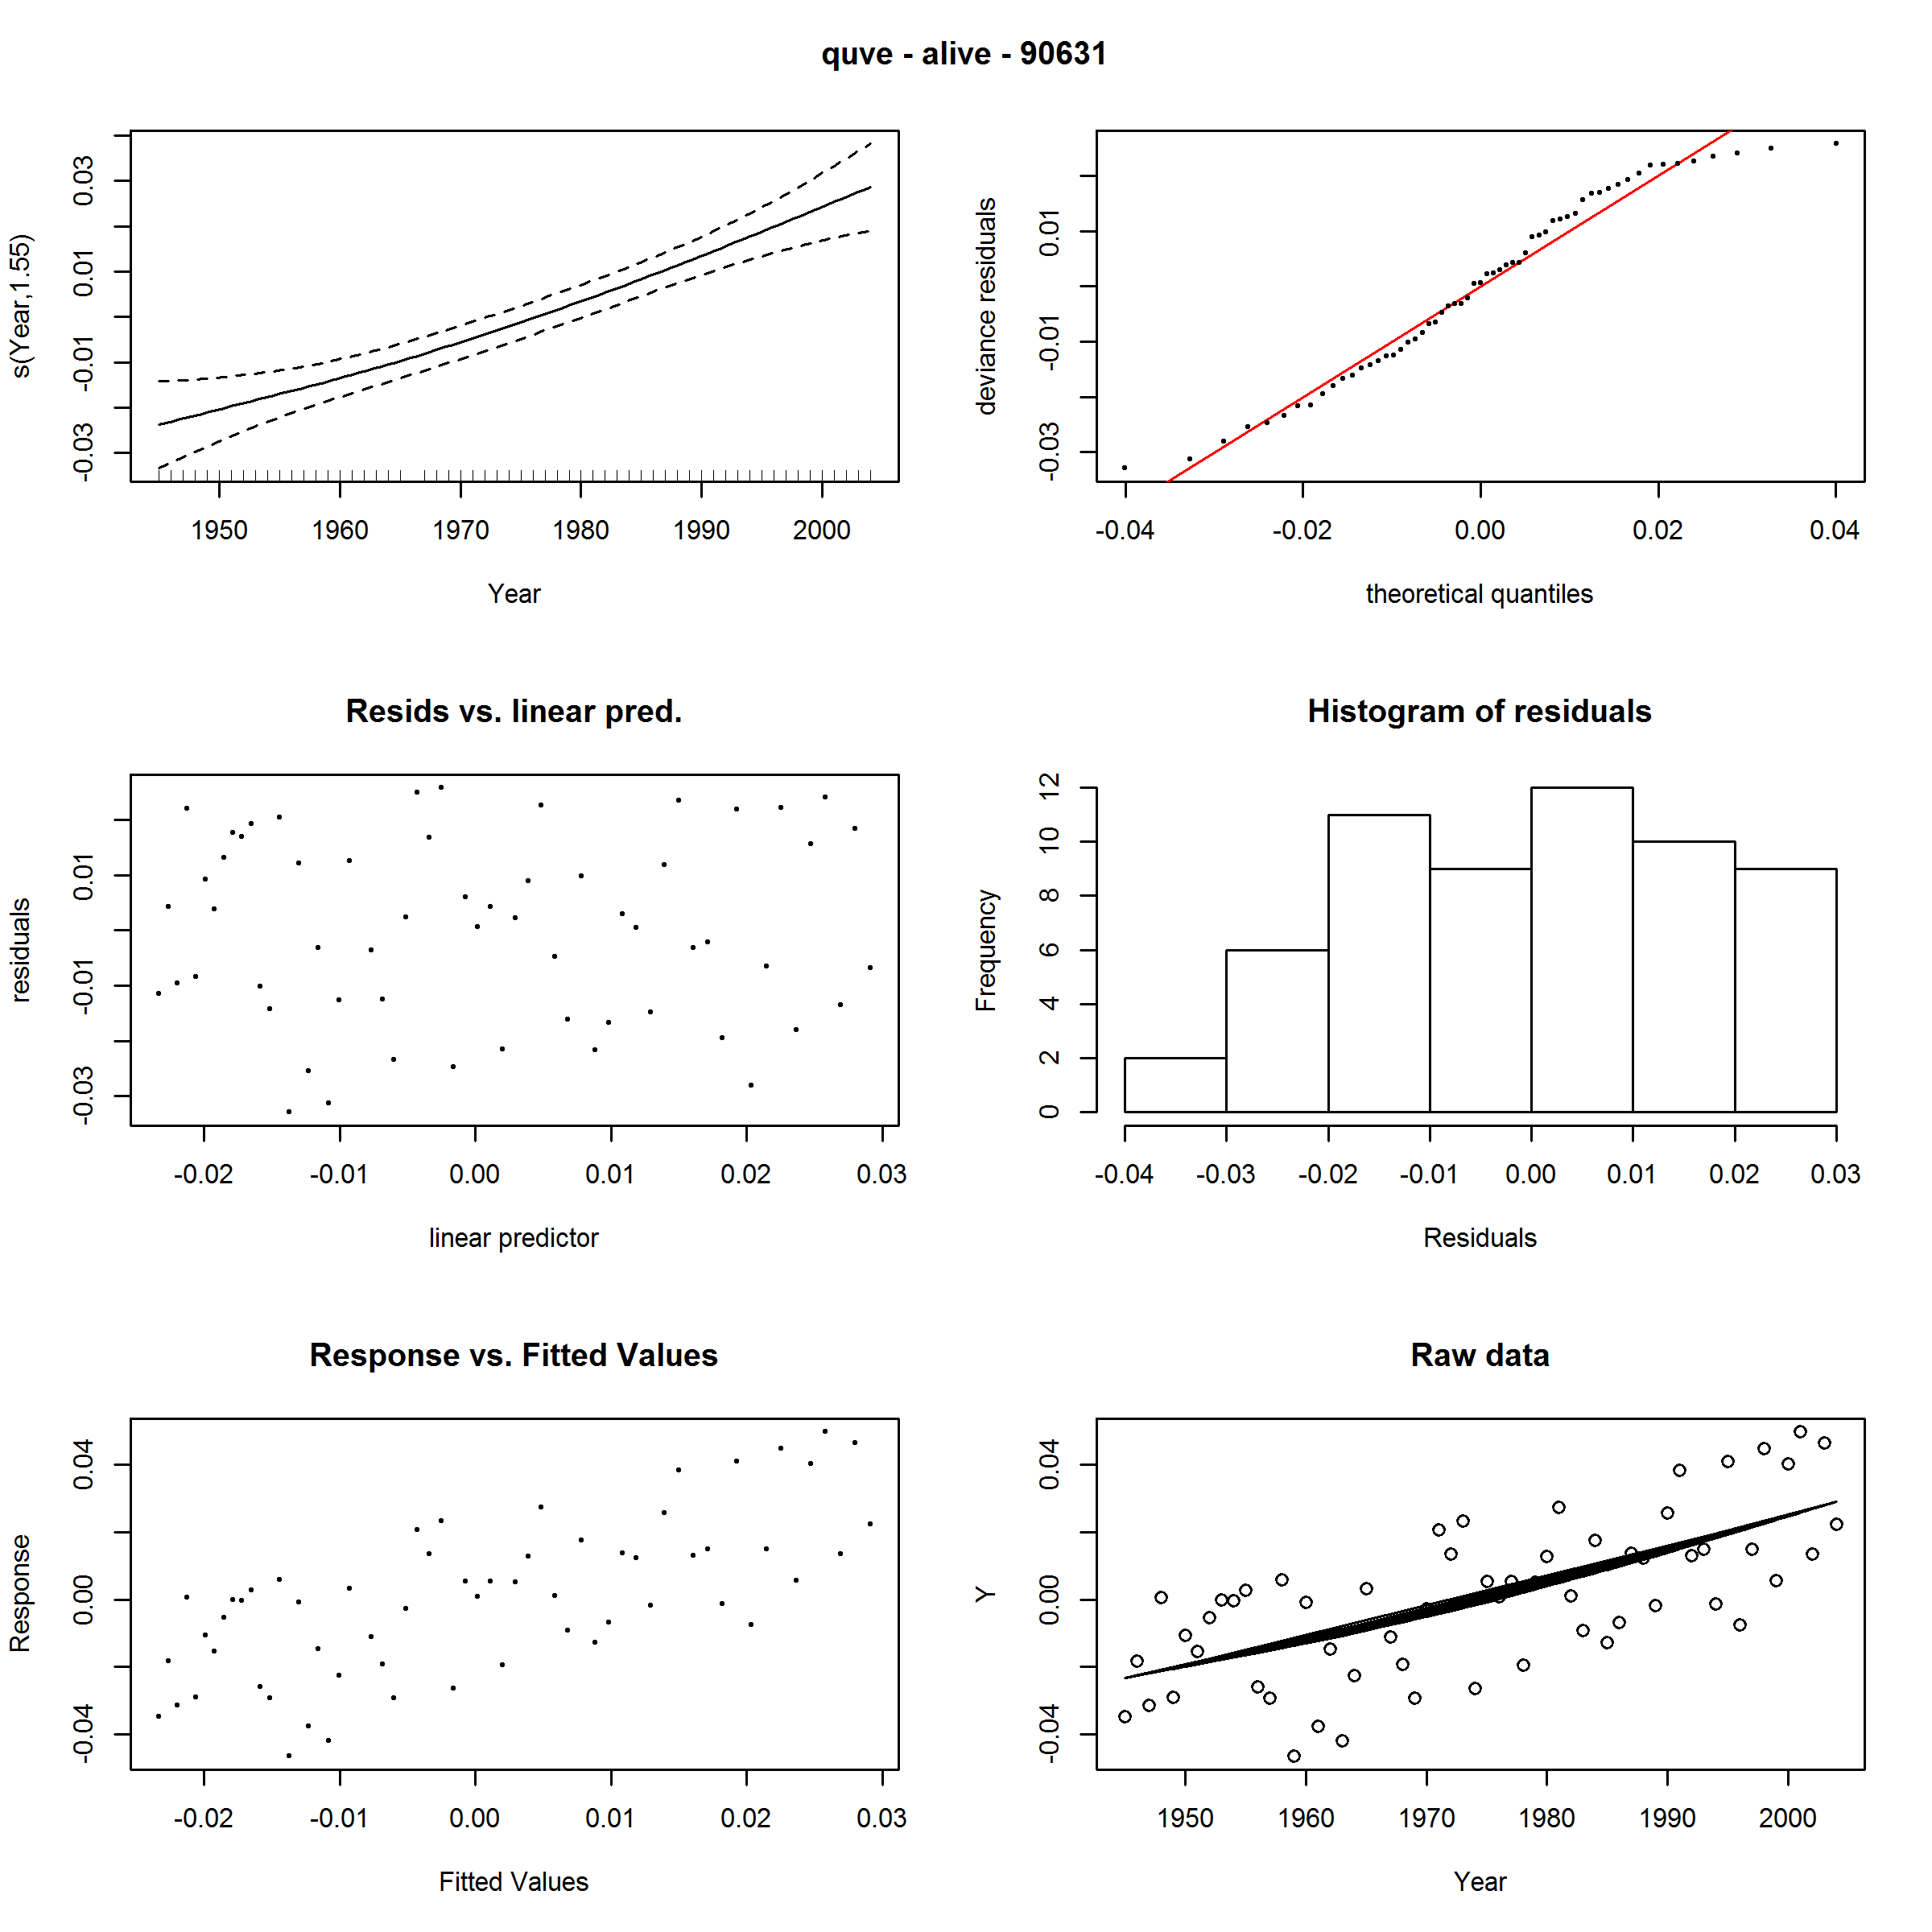 quve - alive - 90631
s(Year,1.55)
-0.03 -0.01 0.01 0.03
1950 1960 1970 1980 1990 2000
Year
deviance residuals
-0.03 -0.01 0.01
-0.04 -0.02 0.00 0.02 0.04
theoretical quantiles
Resids vs. linear pred.
residuals
-0.03 -0.01 0.01
-0.02 -0.01 0.00 0.01 0.02 0.03
linear predictor
Histogram of residuals
Frequency
0 2 4 6 8 10 12
-0.04 -0.03 -0.02 -0.01 0.00 0.01 0.02 0.03
Residuals
Response vs. Fitted Values
Response
-0.04 0.00 0.04
-0.02 -0.01 0.00 0.01 0.02 0.03
Fitted Values
Raw data
Y
-0.04 0.00 0.04
1950 1960 1970 1980 1990 2000
Year